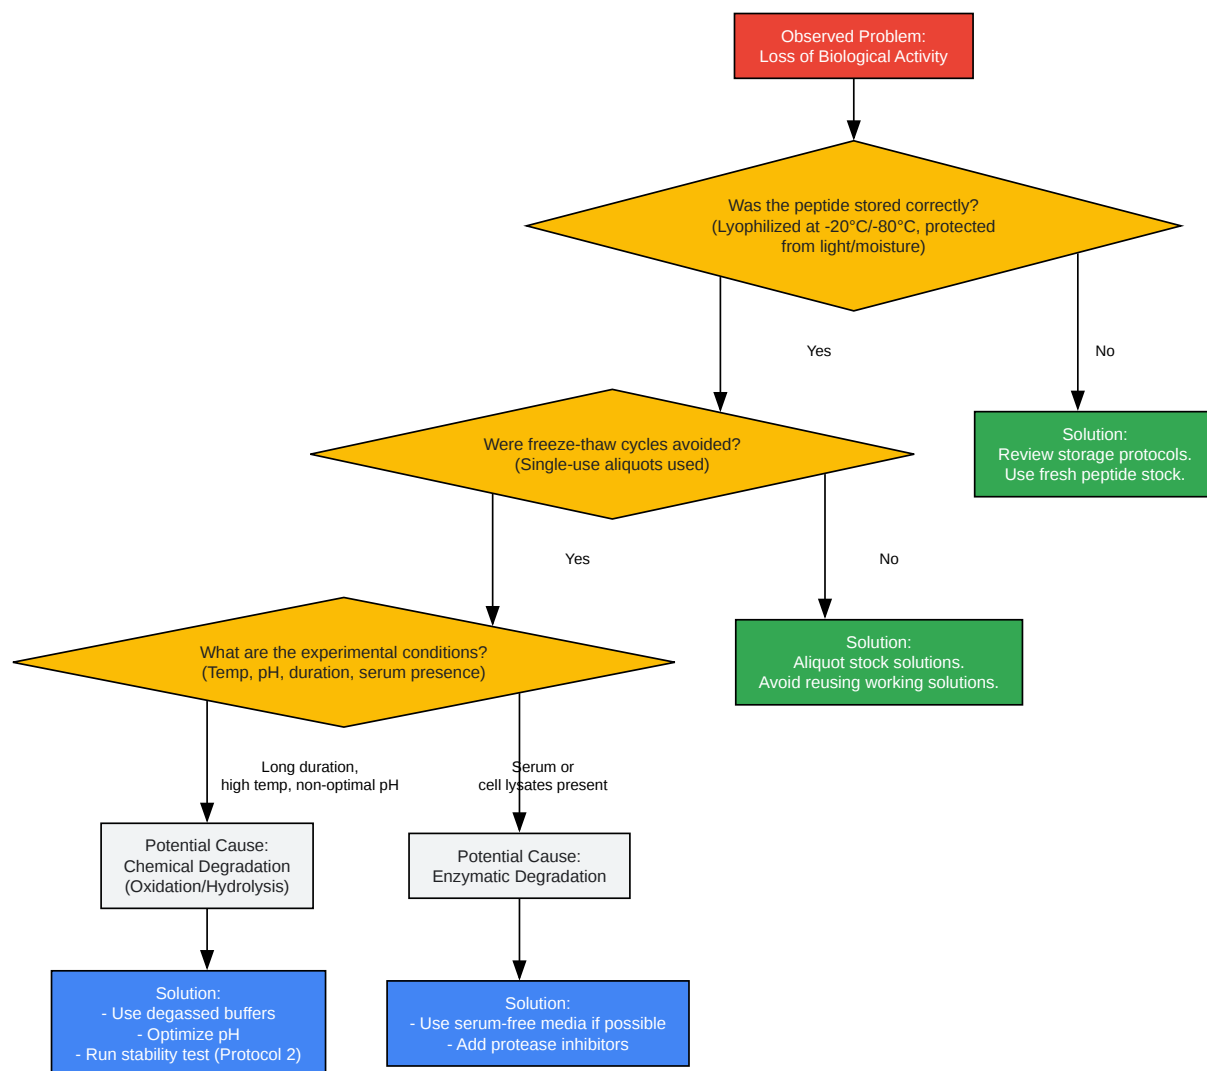 Observed Problem:
Loss of Biological Activity
Was the peptide stored correctly?
(Lyophilized at -20°C/-80°C, protected
from light/moisture)
Yes
No
Were freeze-thaw cycles avoided?
(Single-use aliquots used)
Solution:
Review storage protocols.
Use fresh peptide stock.
Yes
No
What are the experimental conditions?
(Temp, pH, duration, serum presence)
Solution:
Aliquot stock solutions.
Avoid reusing working solutions.
Long duration,
high temp, non-optimal pH
Serum or
cell lysates present
Potential Cause:
Chemical Degradation
(Oxidation/Hydrolysis)
Potential Cause:
Enzymatic Degradation
Solution:
- Use degassed buffers
- Optimize pH
- Run stability test (Protocol 2)
Solution:
- Use serum-free media if possible
- Add protease inhibitors